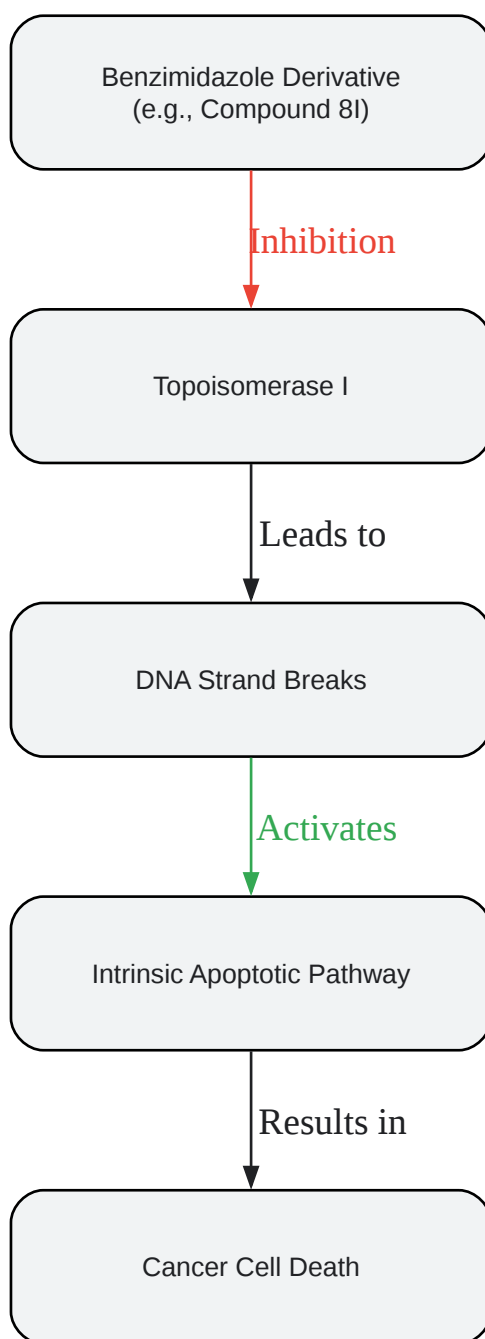 Benzimidazole Derivative
(e.g., Compound 8l)
Inhibition
Topoisomerase I
Leads to
DNA Strand Breaks
Activates
Intrinsic Apoptotic Pathway
Results in
Cancer Cell Death